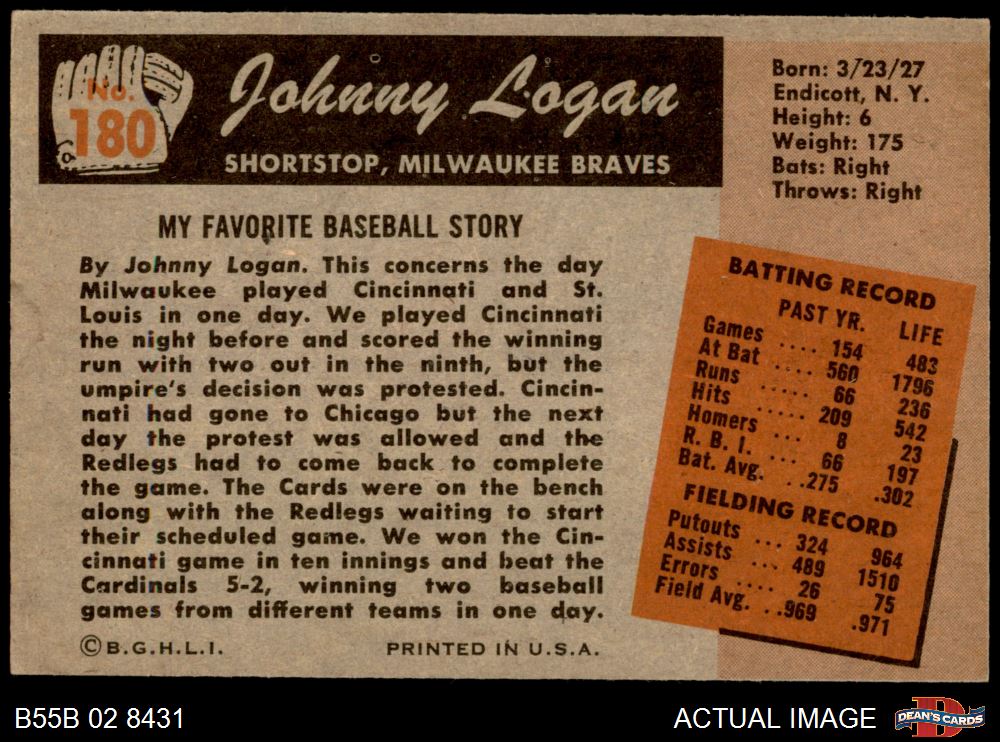 No.
180
Johnny Logan
SHORTSTOP, MILWAUKEE BRAVES
Born: 3/23/27
Endicott, N. Y.
Height: 6
Weight: 175
Bats: Right
Throws: Right
MY FAVORITE BASEBALL STORY
By Johnny Logan. This concerns the day
Milwaukee played Cincinnati and St.
Louis in one day. We played Cincinnati
the night before and scored the winning
run with two out in the ninth, but the
umpire's decision was protested. Cincin-
nati had gone to Chicago but the next
day the protest was allowed and the
Redlegs had to come back to complete
the game. The Cards were on the bench
along with the Redlegs waiting to start
their scheduled game. We won the Cin-
cinnati game in ten innings and beat the
Cardinals 5-2, winning two baseball
games from different teams in one day.
©B.G.H.L.I. PRINTED IN U.S.A.
BATTING RECORD
PAST YR. LIFE
Games .... 154 483
At Bat .... 560 1796
Runs ..... 66 236
Hits ..... 209 542
Homers ... 8 23
R. B. I. ... 66 197
Bat. Avg. ..275 .302
FIELDING RECORD
Putouts ... 324 964
Assists ... 489 1510
Errors .... 26 75
Field Avg. ..969 .971
B55B 02 8431 ACTUAL IMAGE
D
DEAN'S CARDS